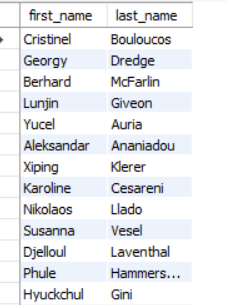 first_name last_name
Cristinel Bouloucos
Georgy Dredge
Berhard McFarlin
Lunjin Giveon
Yucel Auria
Aleksandar Ananiadou
Xiping Klerer
Karoline Cesareni
Nikolaos Llado
Susanna Vesel
Djelloul Laventhal
Phule Hammers...
Hyuckchul Gini